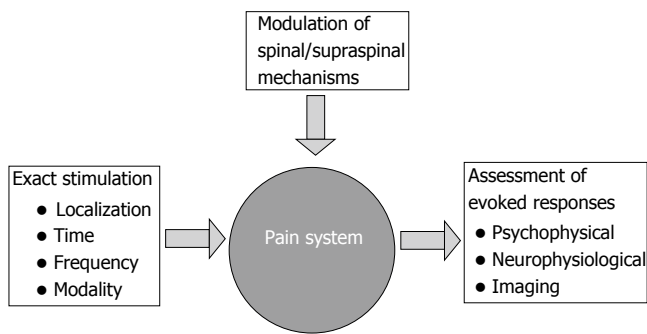 Modulation of
spinal/supraspinal
mechanisms
Exact stimulation
● Localization
● Time
● Frequency
● Modality
Pain system
Assessment of
evoked responses
● Psychophysical
● Neurophysiological
● Imaging